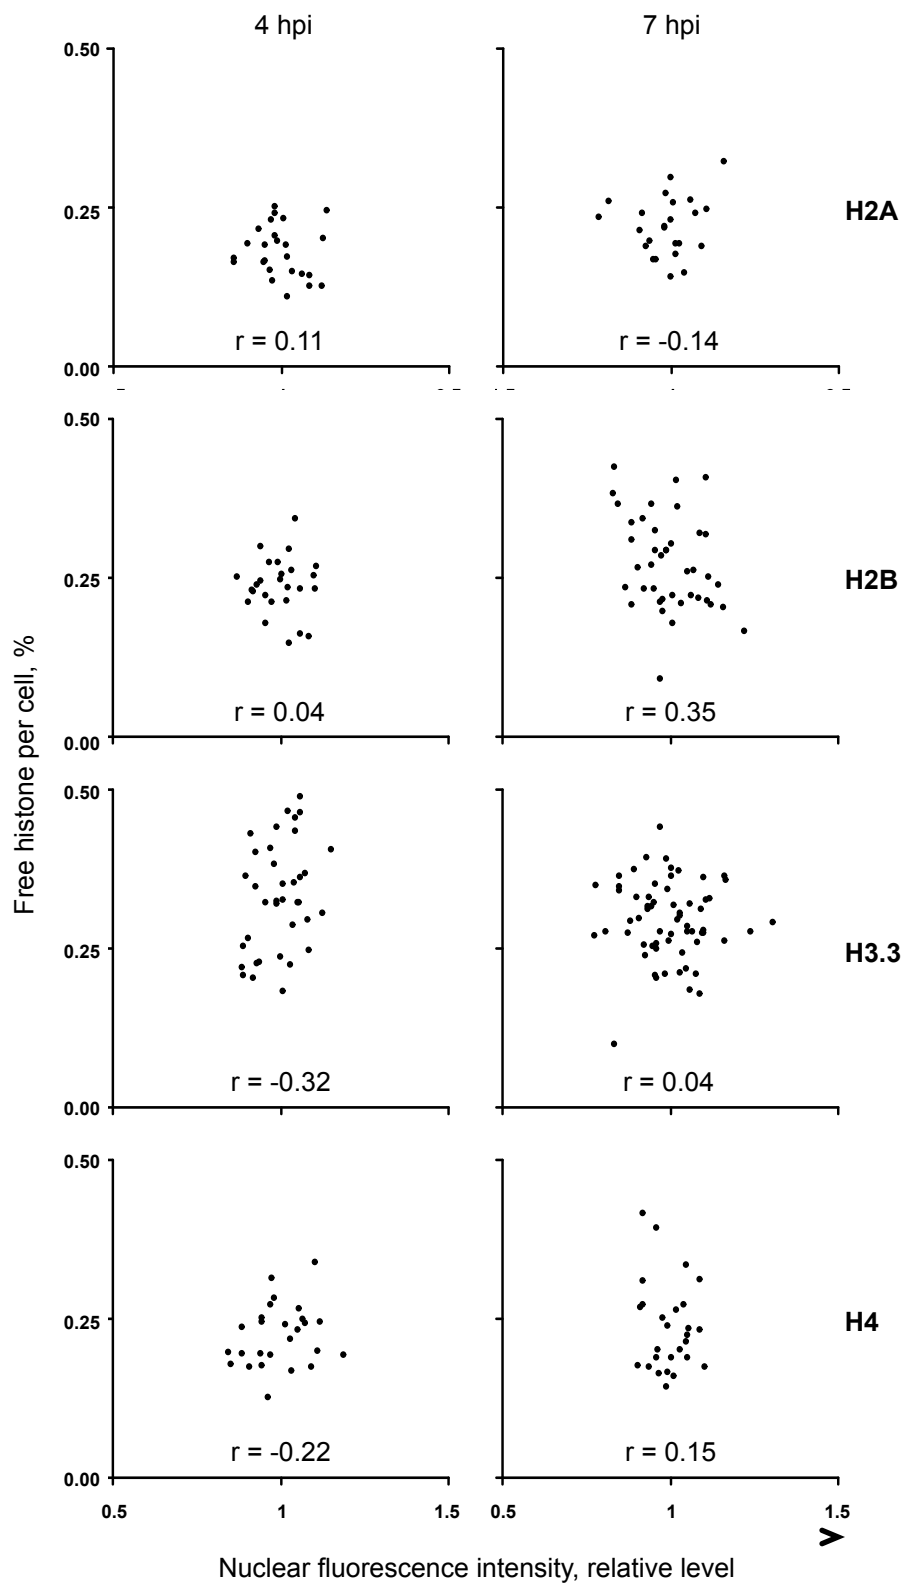 4 hpi 7 hpi
0.50
0.25
H2A
r = 0.11 r = -0.14
0.00
0.50
0.25
H2B
r = 0.04 r = 0.35
0.00
0.50
0.25
H3.3
r = -0.32 r = 0.04
0.00
0.50
0.25
H4
r = -0.22 r = 0.15
0.00
0.5 1 1.5 0.5 1 1.5
Free histone per cell, %
>
Nuclear fluorescence intensity, relative level